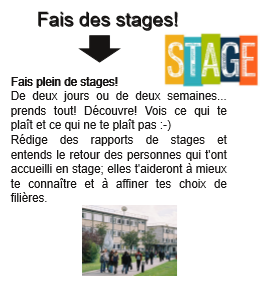 Fais des stages!
STAGE
Fais plein de stages!
De deux jours ou de deux semaines...
prends tout! Découvre! Vois ce qui te
plaît et ce qui ne te plaît pas :-)
Rédige des rapports de stages et
entends le retour des personnes qui t'ont
accueilli en stage; elles t'aideront à mieux
te connaître et à affiner tes choix de
filières.